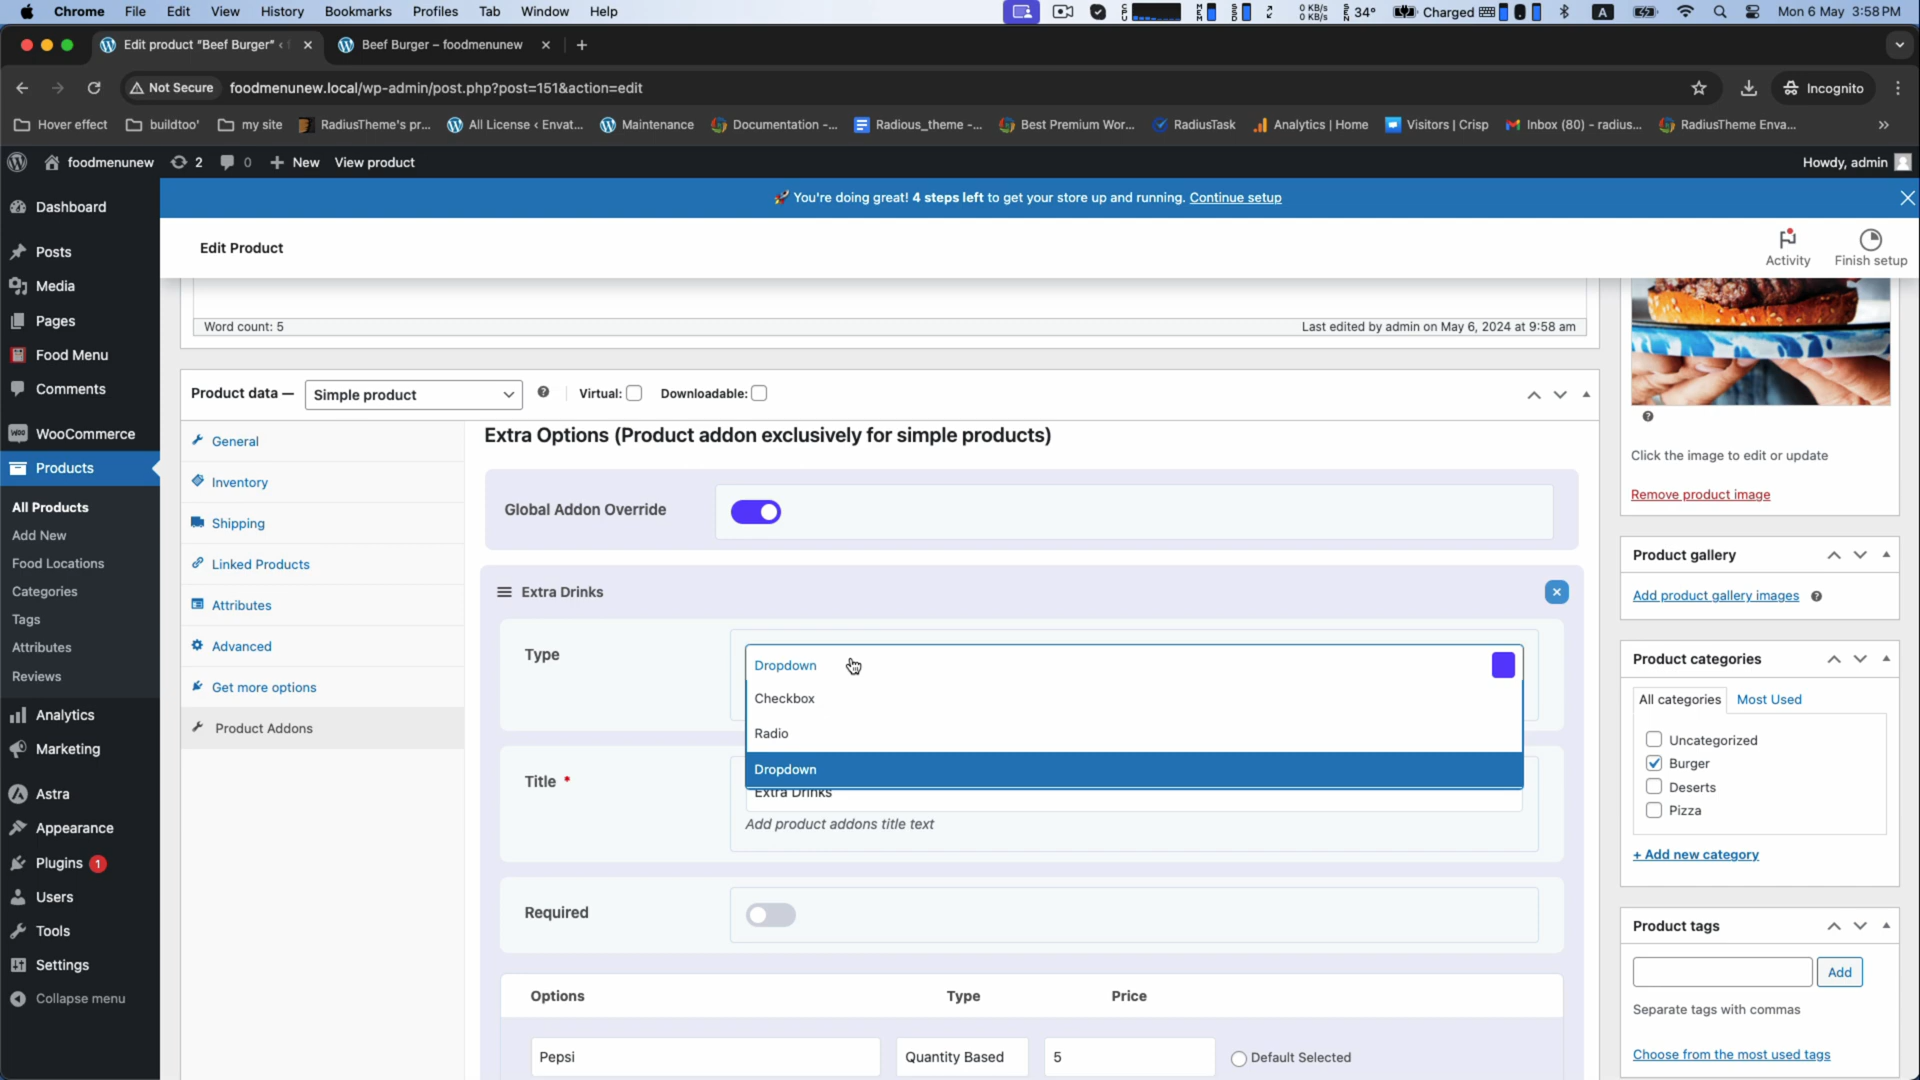 Chrome File Edit View History Bookmarks Profiles Tab Window Help
0 KB/s
0 KB/s
34° Charged A Mon 6 May 3:58 PM
Edit product “Beef Burger” ‹
Beef Burger – foodmenunew
Not Secure foodmenunew.local/wp-admin/post.php?post=151&action=edit
Incognito
Hover effect buildtoo' my site RadiusTheme's pr... All License ‹ Envat... Maintenance Documentation -... Radious_theme -... Best Premium Wor... RadiusTask Analytics | Home Visitors | Crisp Inbox (80) - radius... RadiusTheme Enva... »
foodmenunew 2 0 New View product
Howdy, admin
🚀 You're doing great! 4 steps left to get your store up and running. Continue setup
Dashboard
Posts
Media
Pages
Food Menu
Comments
WooCommerce
Products
All Products
Add New
Food Locations
Categories
Tags
Attributes
Reviews
Analytics
Marketing
Astra
Appearance
Plugins 1
Users
Tools
Settings
Collapse menu
Edit Product
Activity
Finish setup
Word count: 5
Last edited by admin on May 6, 2024 at 9:58 am
Product data — Simple product
Virtual:
Downloadable:
General
Inventory
Shipping
Linked Products
Attributes
Advanced
Get more options
Product Addons
Extra Options (Product addon exclusively for simple products)
Global Addon Override
Extra Drinks
Type
Dropdown
Checkbox
Radio
Dropdown
Title *
Extra Drinks
Add product addons title text
Required
Options Type Price
Pepsi Quantity Based 5 Default Selected
Click the image to edit or update
Remove product image
Product gallery
Add product gallery images
Product categories
All categories Most Used
Uncategorized
Burger
Deserts
Pizza
+ Add new category
Product tags
Add
Separate tags with commas
Choose from the most used tags